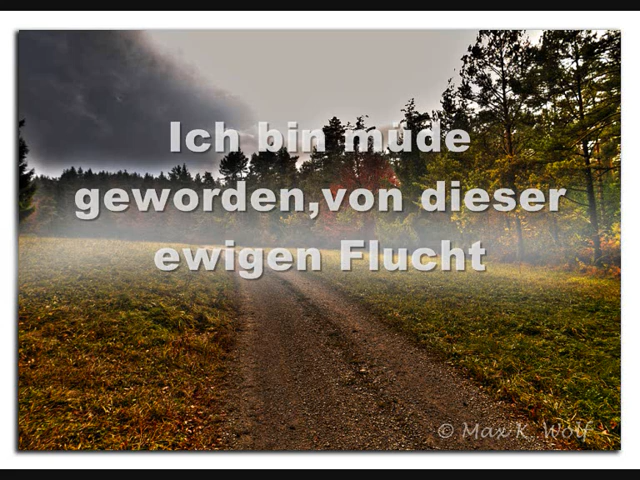 Ich bin müde
geworden,von dieser
ewigen Flucht
© Max K. Wolf